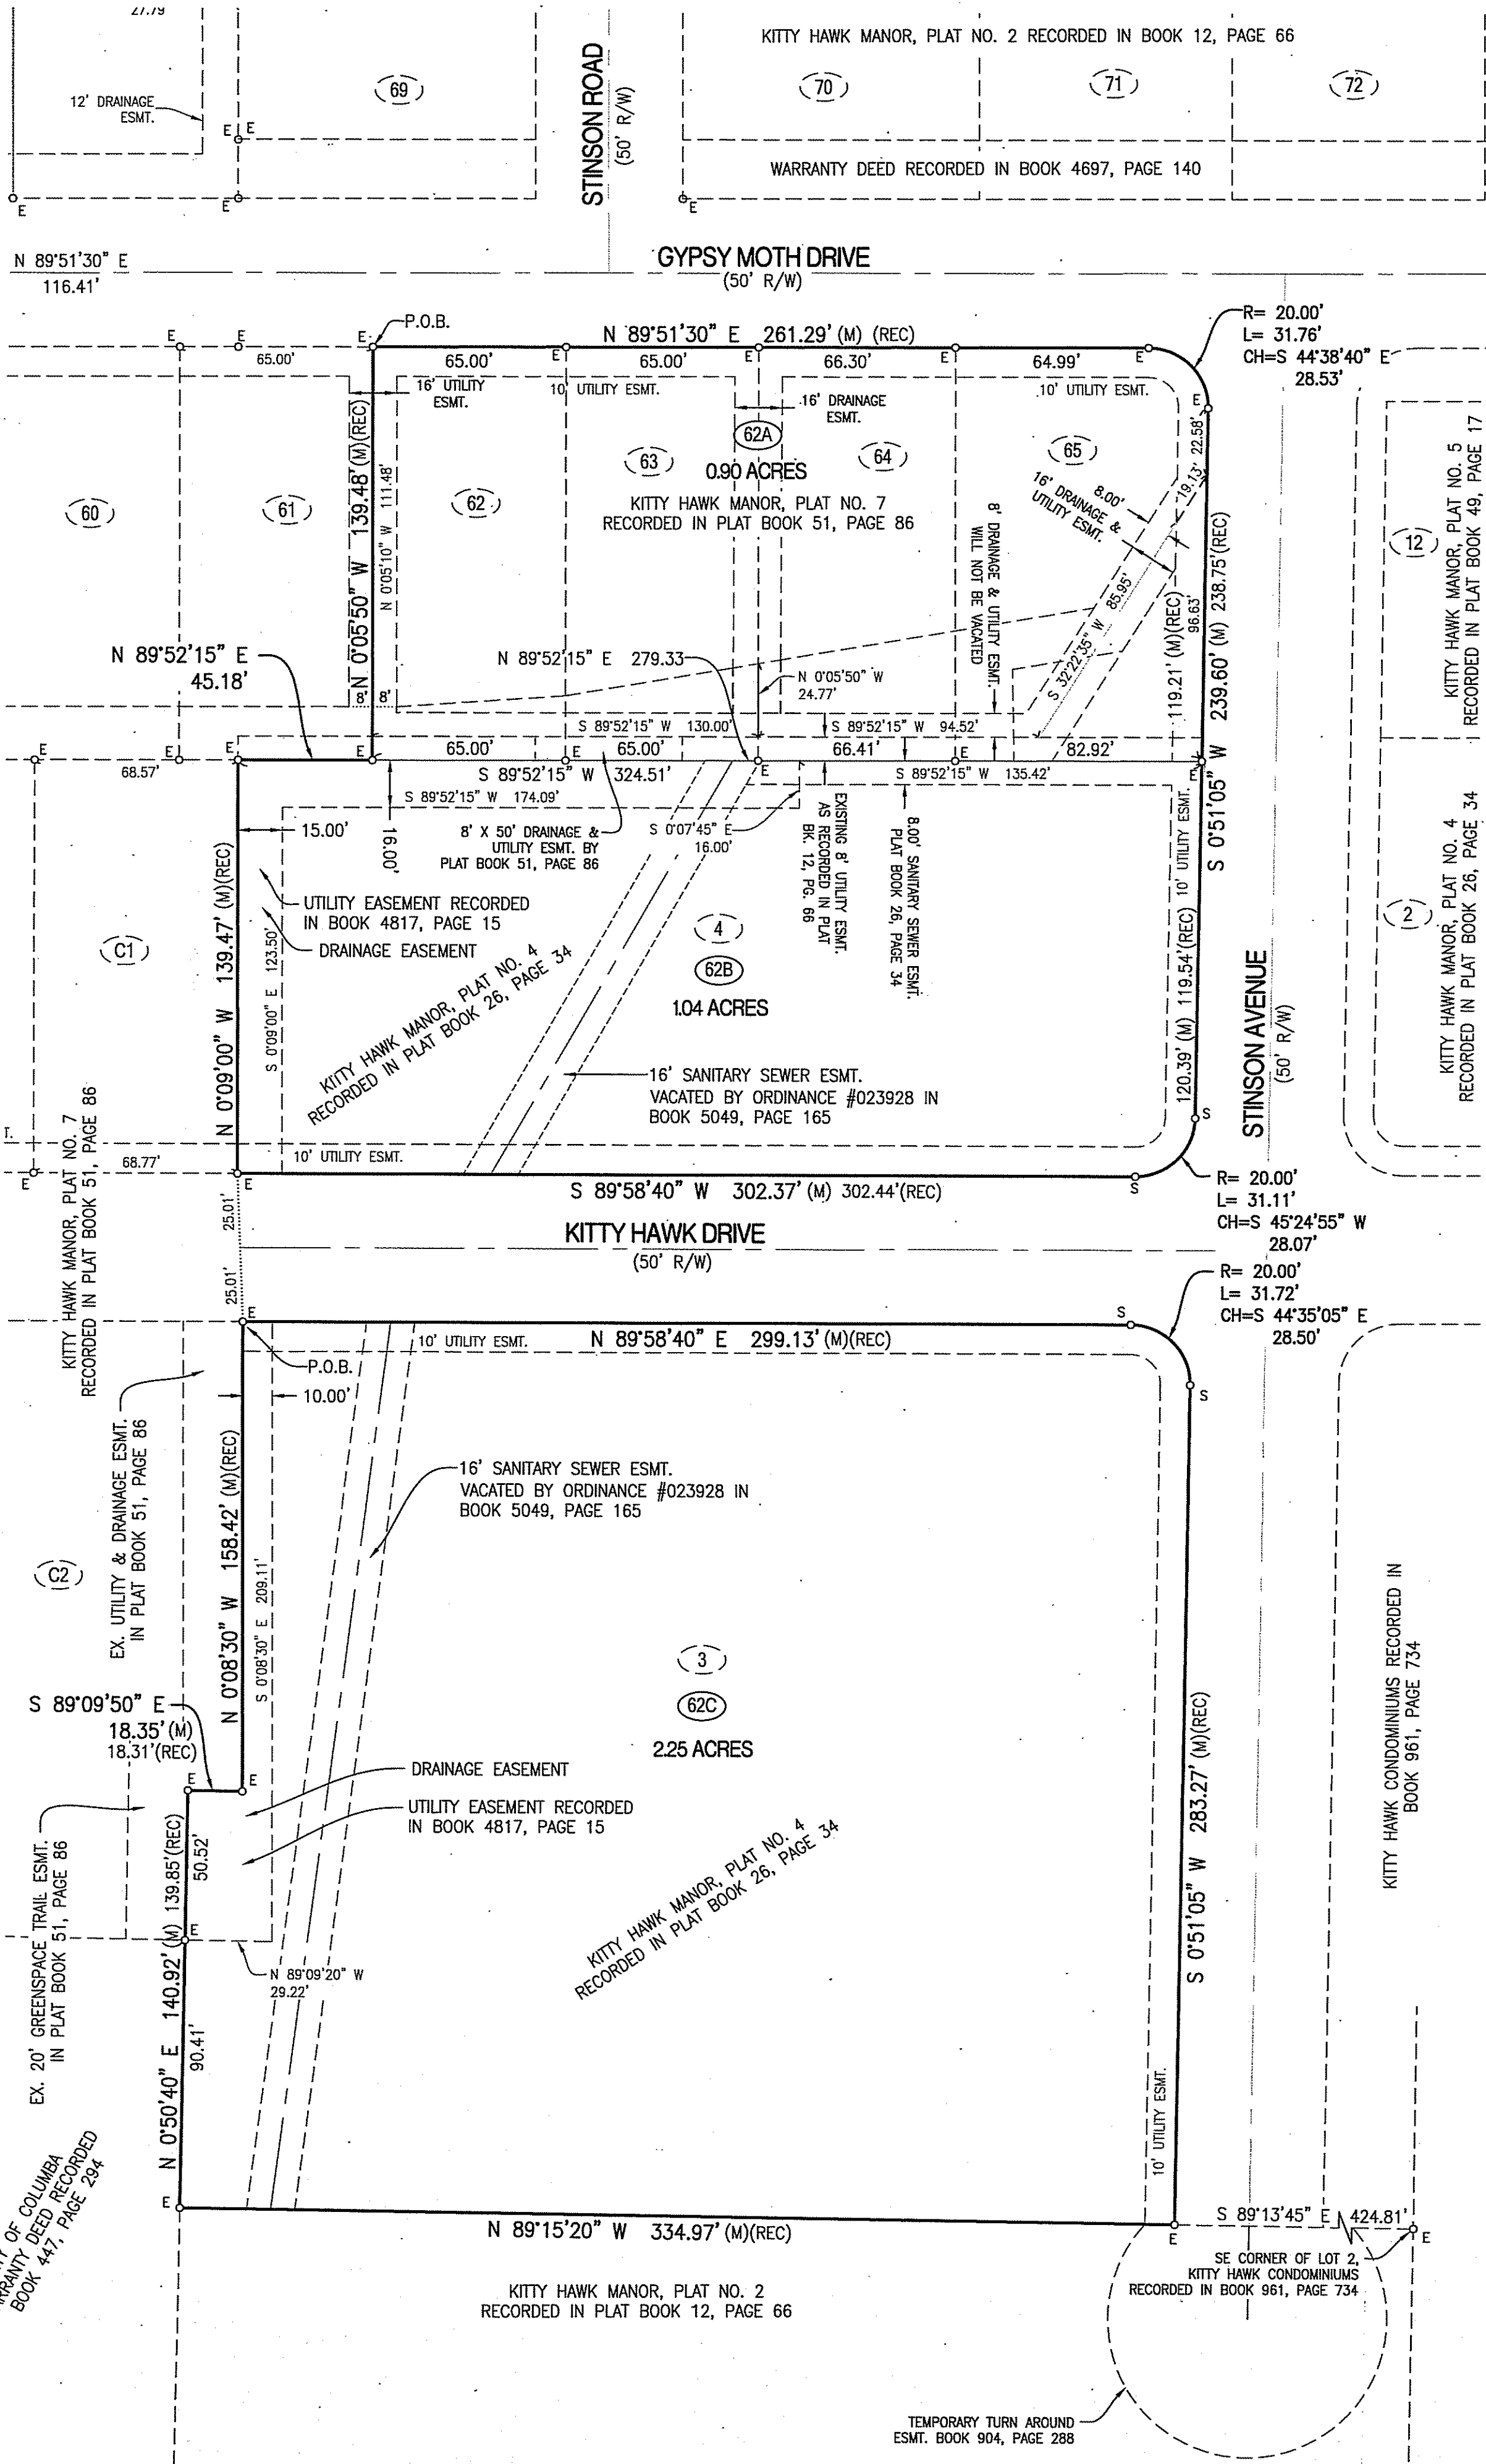 27.79
KITTY HAWK MANOR, PLAT NO. 2 RECORDED IN BOOK 12, PAGE 66
12' DRAINAGE
ESMT.
69
STINSON ROAD
(50' R/W)
70
71
72
E
E
WARRANTY DEED RECORDED IN BOOK 4697, PAGE 140
E
E
E
N 89°51'30" E
116.41'
GYPSY MOTH DRIVE
(50' R/W)
R= 20.00'
L= 31.76'
CH=S 44°38'40" E
28.53'
P.O.B.
N 89°51'30" E 261.29' (M) (REC)
E
E
E
E
E
E
65.00'
65.00'
65.00'
66.30'
64.99'
16' UTILITY
ESMT.
10' UTILITY ESMT.
16' DRAINAGE
ESMT.
10' UTILITY ESMT.
E
22.58'
60
61
62
63
62A
64
65
0.90 ACRES
KITTY HAWK MANOR, PLAT NO. 7
RECORDED IN PLAT BOOK 51, PAGE 86
N 0°05'50" W 139.48' (M)(REC)
N 0°05'10" W 111.48'
8' DRAINAGE & UTILITY ESMT.
WILL NOT BE VACATED
8.00'
16' DRAINAGE &
UTILITY ESMT.
19.13'
S 32°22'35" W 85.95'
96.63'
119.21' (M)(REC)
239.60' (M) 238.75'(REC)
S 0°51'05" W
12
KITTY HAWK MANOR, PLAT NO. 5
RECORDED IN PLAT BOOK 49, PAGE 17
N 89°52'15" E
45.18'
N 89°52'15" E 279.33
N 0°05'50" W
24.77'
8'
8'
S 89°52'15" W 130.00'
S 89°52'15" W 94.52'
65.00'
65.00'
66.41'
82.92'
E
E
E
E
E
E
E
E
E
68.57'
S 89°52'15" W 324.51'
S 89°52'15" W 135.42'
S 89°52'15" W 174.09'
15.00'
16.00'
8' X 50' DRAINAGE &
UTILITY ESMT. BY
PLAT BOOK 51, PAGE 86
S 0°07'45" E
16.00'
EXISTING 8' UTILITY ESMT.
AS RECORDED IN PLAT
BK. 12, PG. 66
8.00' SANITARY SEWER ESMT.
PLAT BOOK 26, PAGE 34
10' UTILITY ESMT.
120.39' (M) 119.54'(REC)
UTILITY EASEMENT RECORDED
IN BOOK 4817, PAGE 15
DRAINAGE EASEMENT
N 0°09'00" W 139.47' (M)(REC)
S 0°09'00" E 123.50'
C1
KITTY HAWK MANOR, PLAT NO. 4
RECORDED IN PLAT BOOK 26, PAGE 34
4
62B
1.04 ACRES
16' SANITARY SEWER ESMT.
VACATED BY ORDINANCE #023928 IN
BOOK 5049, PAGE 165
STINSON AVENUE
(50' R/W)
2
KITTY HAWK MANOR, PLAT NO. 4
RECORDED IN PLAT BOOK 26, PAGE 34
T.
KITTY HAWK MANOR, PLAT NO. 7
RECORDED IN PLAT BOOK 51, PAGE 86
68.77'
10' UTILITY ESMT.
E
E
S
S
S 89°58'40" W 302.37' (M) 302.44'(REC)
R= 20.00'
L= 31.11'
CH=S 45°24'55" W
28.07'
25.01'
25.01'
KITTY HAWK DRIVE
(50' R/W)
R= 20.00'
L= 31.72'
CH=S 44°35'05" E
28.50'
E
S
S
P.O.B.
10' UTILITY ESMT.
N 89°58'40" E 299.13' (M)(REC)
10.00'
EX. UTILITY & DRAINAGE ESMT.
IN PLAT BOOK 51, PAGE 86
16' SANITARY SEWER ESMT.
VACATED BY ORDINANCE #023928 IN
BOOK 5049, PAGE 165
N 0°08'30" W 158.42' (M)(REC)
S 0°08'30" E 209.11'
C2
3
62C
2.25 ACRES
KITTY HAWK CONDOMINIUMS RECORDED IN
BOOK 961, PAGE 734
S 89°09'50" E
18.35' (M)
18.31'(REC)
E
E
DRAINAGE EASEMENT
UTILITY EASEMENT RECORDED
IN BOOK 4817, PAGE 15
EX. 20' GREENSPACE TRAIL ESMT.
IN PLAT BOOK 51, PAGE 86
50.52'
N 0°50'40" E 140.92' (M) 139.85'(REC)
90.41'
E
N 89°09'20" W
29.22'
KITTY HAWK MANOR, PLAT NO. 4
RECORDED IN PLAT BOOK 26, PAGE 34
S 0°51'05" W 283.27' (M)(REC)
10' UTILITY ESMT.
OF COLUMBA
DEED RECORDED
BOOK 447, PAGE 294
E
N 89°15'20" W 334.97' (M)(REC)
E
S 89°13'45" E 424.81'
E
SE CORNER OF LOT 2,
KITTY HAWK CONDOMINIUMS
RECORDED IN BOOK 961, PAGE 734
KITTY HAWK MANOR, PLAT NO. 2
RECORDED IN PLAT BOOK 12, PAGE 66
TEMPORARY TURN AROUND
ESMT. BOOK 904, PAGE 288